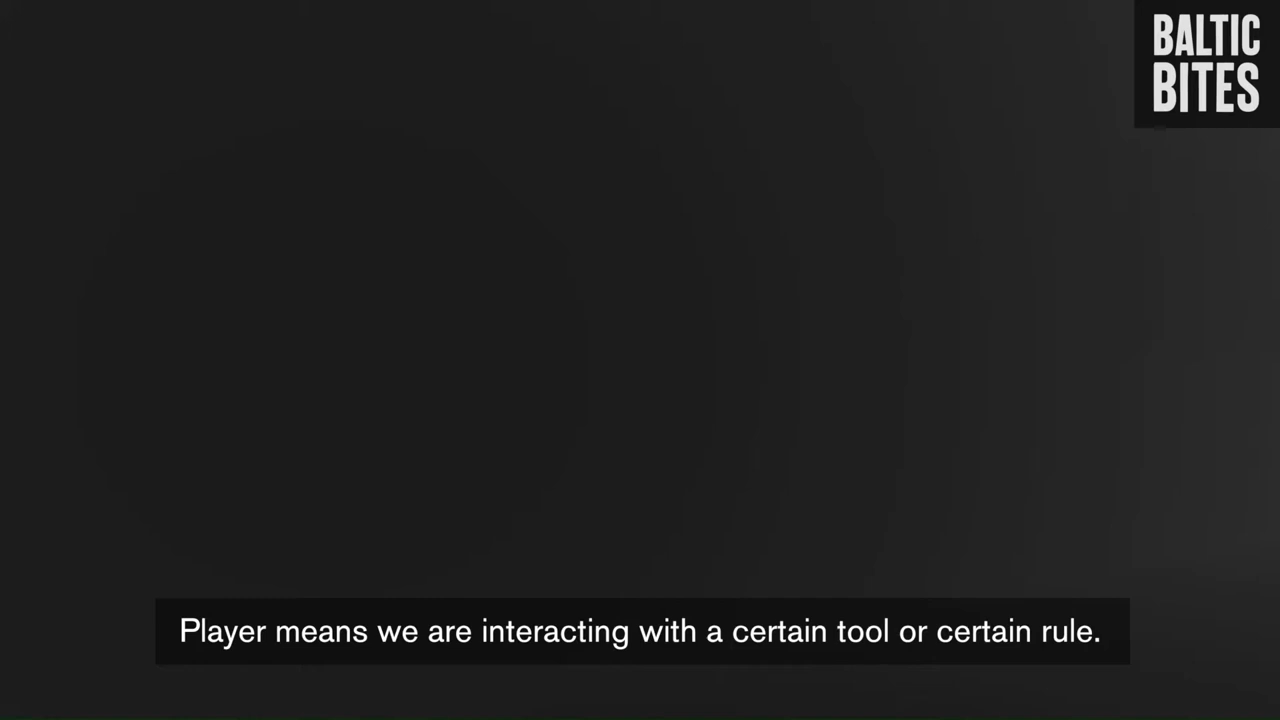 BALTIC
BITES
Player means we are interacting with a certain tool or certain rule.